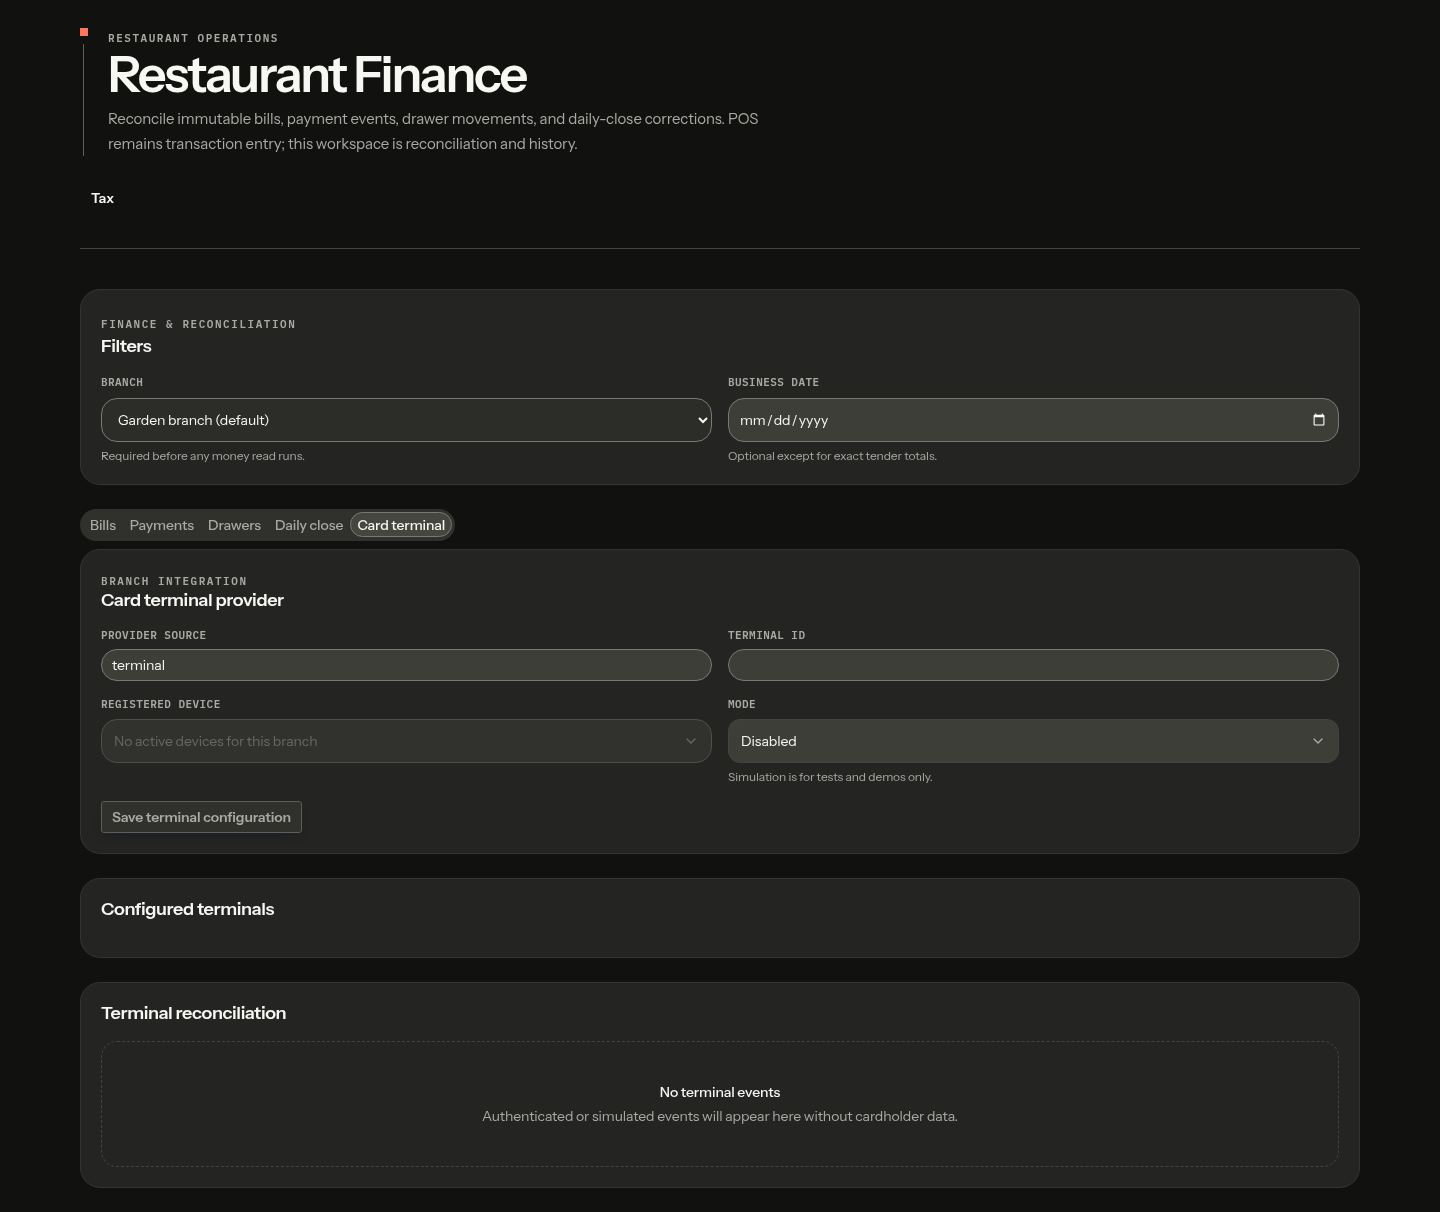 RESTAURANT OPERATIONS
Restaurant Finance
Reconcile immutable bills, payment events, drawer movements, and daily-close corrections. POS
remains transaction entry; this workspace is reconciliation and history.
Tax
FINANCE & RECONCILIATION
Filters
BRANCH
BUSINESS DATE
Garden branch (default)
mm/dd/yyyy
Required before any money read runs.
Optional except for exact tender totals.
Bills Payments Drawers Daily close Card terminal
BRANCH INTEGRATION
Card terminal provider
PROVIDER SOURCE
TERMINAL ID
terminal
REGISTERED DEVICE
MODE
No active devices for this branch
Disabled
Simulation is for tests and demos only.
Save terminal configuration
Configured terminals
Terminal reconciliation
No terminal events
Authenticated or simulated events will appear here without cardholder data.